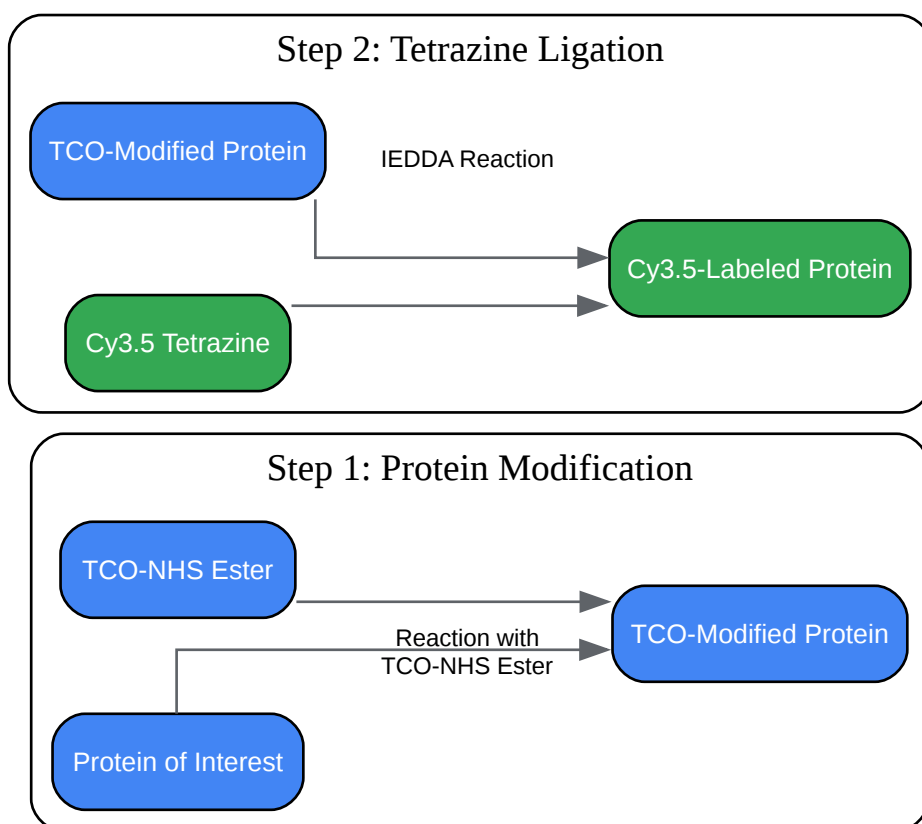 Step 2: Tetrazine Ligation
TCO-Modified Protein
IEDDA Reaction
Cy3.5-Labeled Protein
Cy3.5 Tetrazine
Step 1: Protein Modification
TCO-NHS Ester
TCO-Modified Protein
Reaction with
TCO-NHS Ester
Protein of Interest